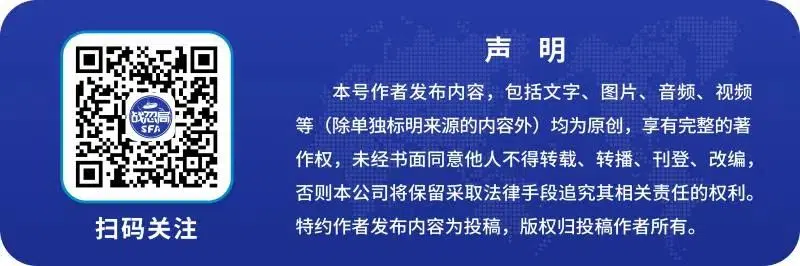 战忽局
SFA
扫码关注
声 明
本号作者发布内容，包括文字、图片、音频、视频
等（除单独标明来源的内容外）均为原创，享有完整的著
作权，未经书面同意他人不得转载、转播、刊登、改编，
否则本公司将保留采取法律手段追究其相关责任的权利。
特约作者发布内容为投稿，版权归投稿作者所有。